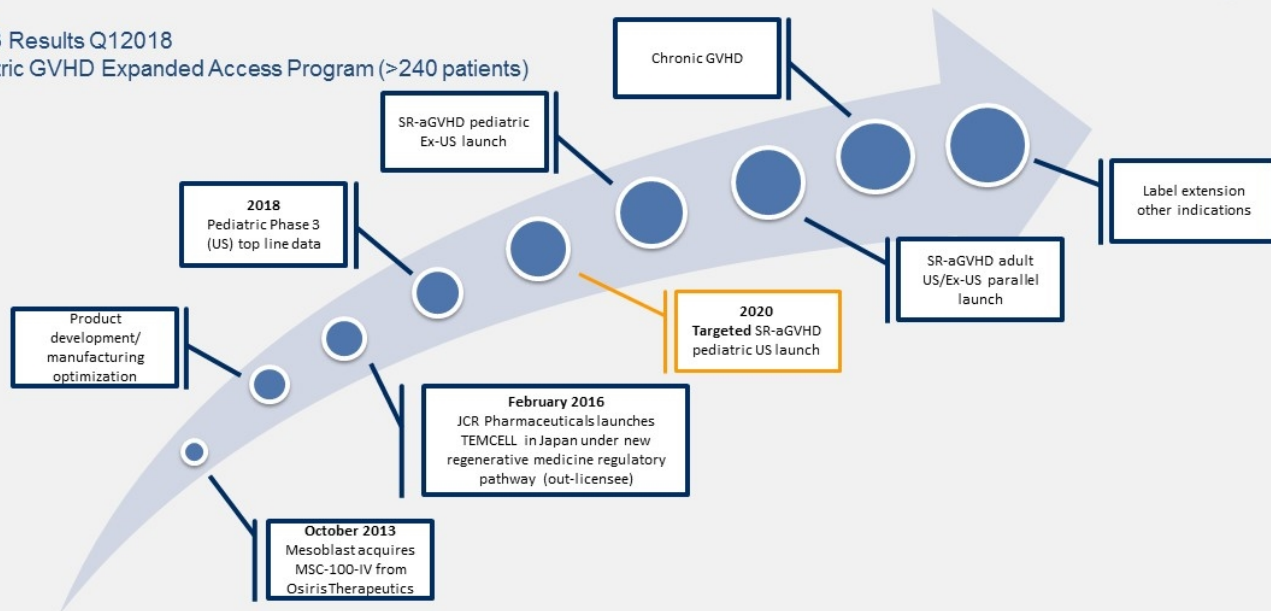 Results Q12018
GVHD Expanded Access Program (>240 patients)
Chronic GVHD
SR-aGVHD pediatric
Ex-US launch
2018
Pediatric Phase 3
(US) top line data
Label extension
other indications
SR-aGVHD adult
US/Ex-US parallel
launch
2020
Targeted SR-aGVHD
pediatric US launch
Product
development/
manufacturing
optimization
February 2016
JCR Pharmaceuticals launches
TEMCELL in Japan under new
regenerative medicine regulatory
pathway (out-licensee)
October 2013
Mesoblast acquires
MSC-100-IV from
Osiris Therapeutics